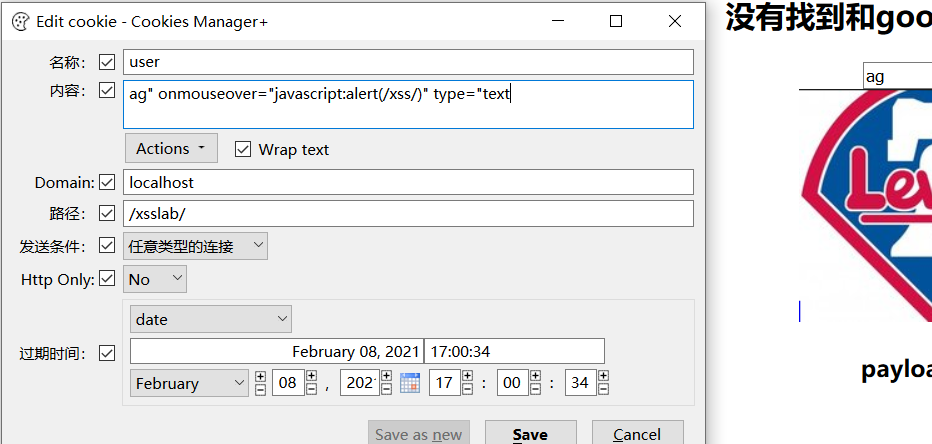 Edit cookie - Cookies Manager+
没有找到和goo
名称： user
内容： ag" onmouseover="javascript:alert(/xss/)" type="text
ag
Actions Wrap text
Domain: localhost
路径： /xsslab/
发送条件： 任意类型的连接
Http Only: No
date
过期时间： February 08, 2021 17:00:34
February 08 , 202 17 : 00 : 34
payloa
Save as new Save Cancel